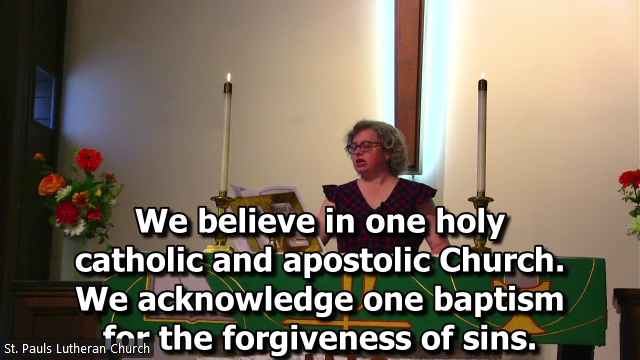 We believe in one holy
catholic and apostolic Church.
We acknowledge one baptism
for the forgiveness of sins.
St. Pauls Lutheran Church